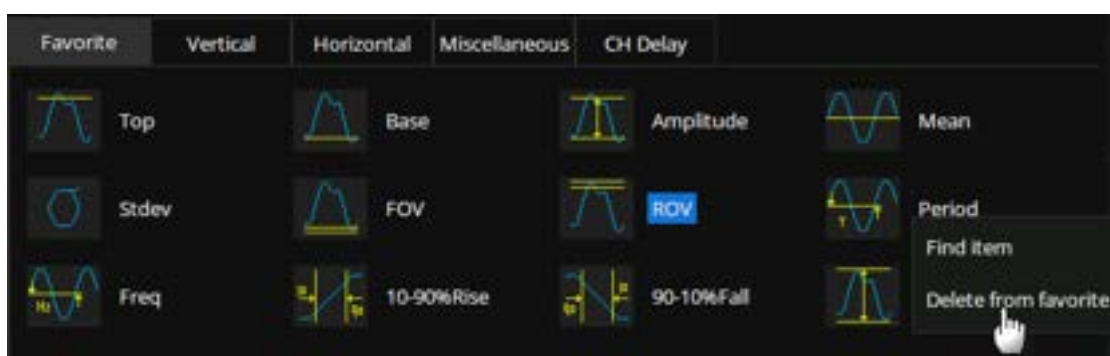 Favorite Vertical Horizontal Miscellaneous CH Delay
Top Base Amplitude Mean
Stdev FOV ROV Period
Find item
Freq 10-90%Rise 90-10%Fall Delete from favorite